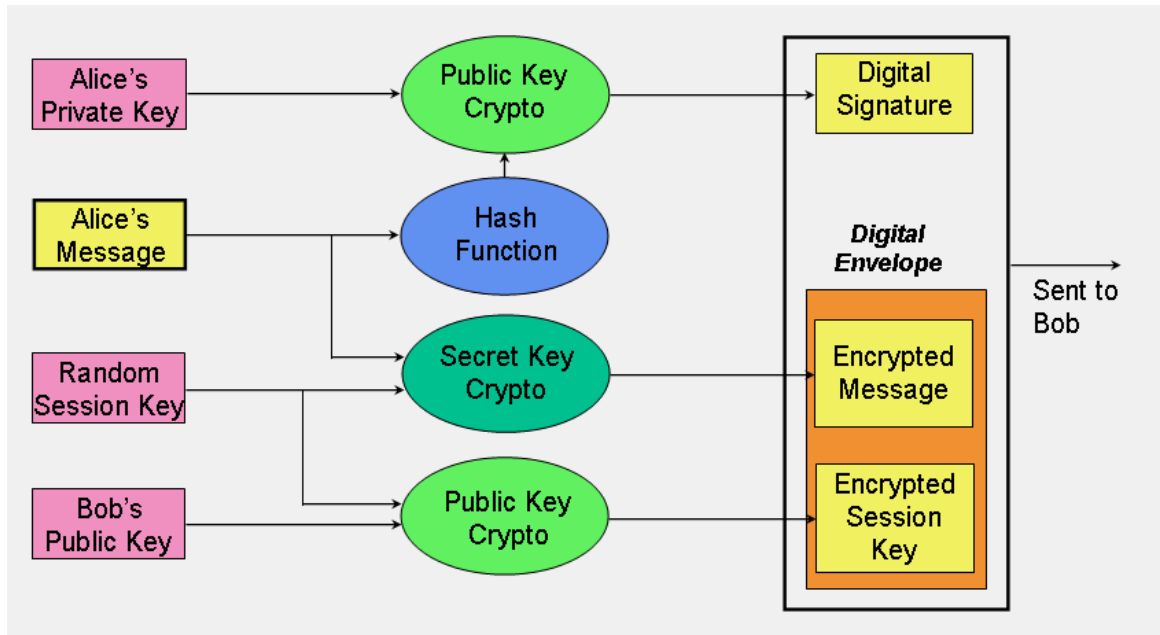 Alice's
Private Key
Public Key
Crypto
Digital
Signature
Alice's
Message
Hash
Function
Digital
Envelope
Sent to
Bob
Random
Session Key
Secret Key
Crypto
Encrypted
Message
Bob's
Public Key
Public Key
Crypto
Encrypted
Session
Key